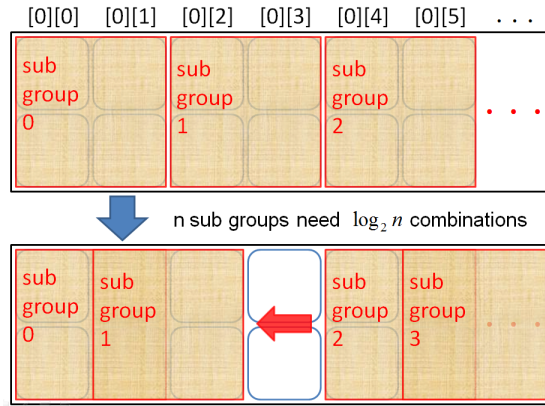 [0][0] [0][1] [0][2] [0][3] [0][4] [0][5] . . .
sub sub sub
group group group
0 1 2 . . .
n sub groups need log₂ n combinations
sub sub sub sub
group group group group
0 1 2 3 . . .